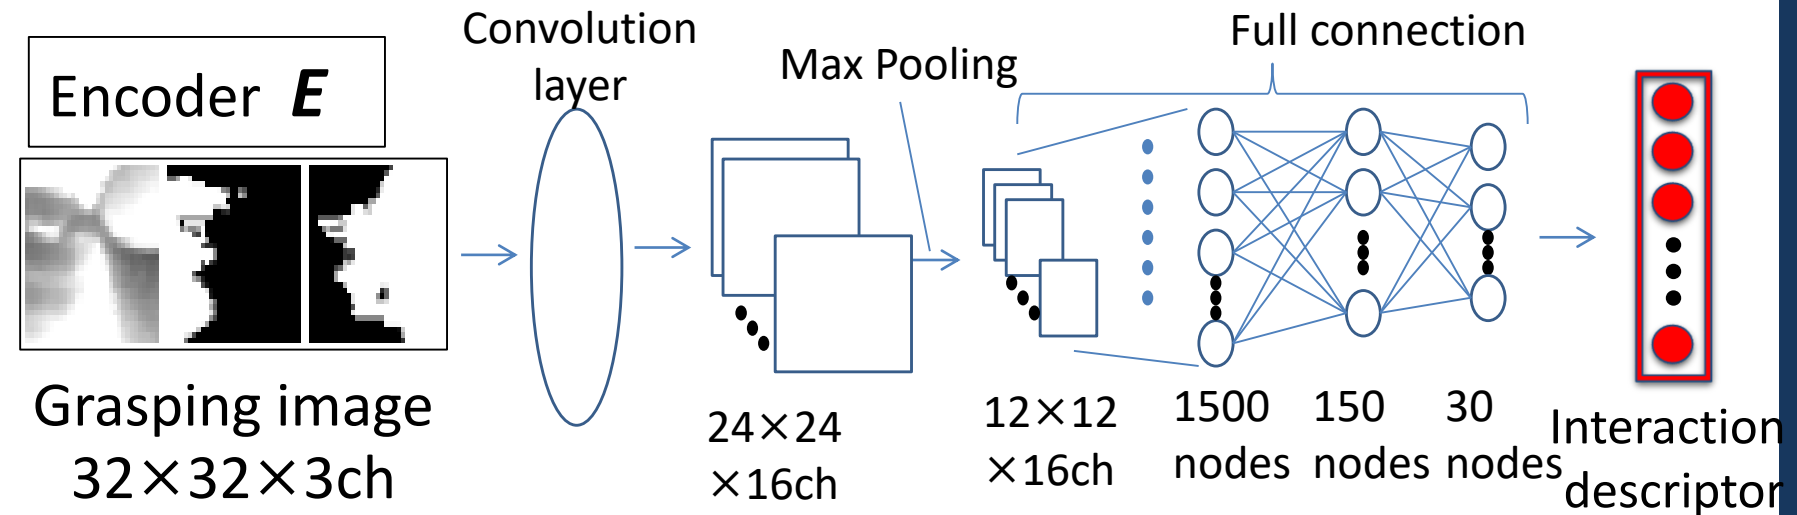 Encoder E
Convolution
layer
Max Pooling
Full connection
Grasping image
32×32×3ch
24×24
×16ch
12×12
×16ch
1500
nodes
150
nodes
30
nodes
Interaction
descriptor